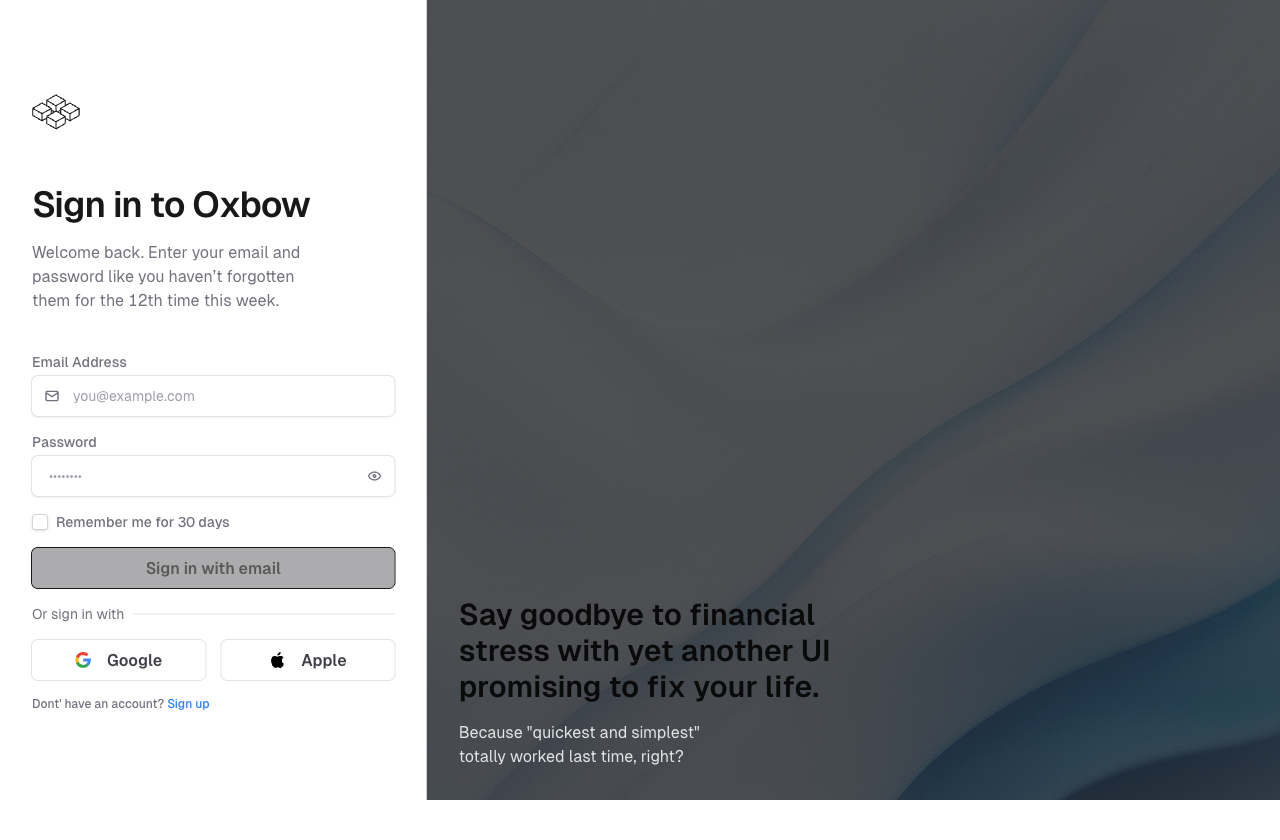 Sign in to Oxbow
Welcome back. Enter your email and
password like you haven’t forgotten
them for the 12th time this week.
Email Address
you@example.com
Password
••••••••
Remember me for 30 days
Sign in with email
Or sign in with
Google
Apple
Dont' have an account? Sign up
Say goodbye to financial
stress with yet another UI
promising to fix your life.
Because "quickest and simplest"
totally worked last time, right?